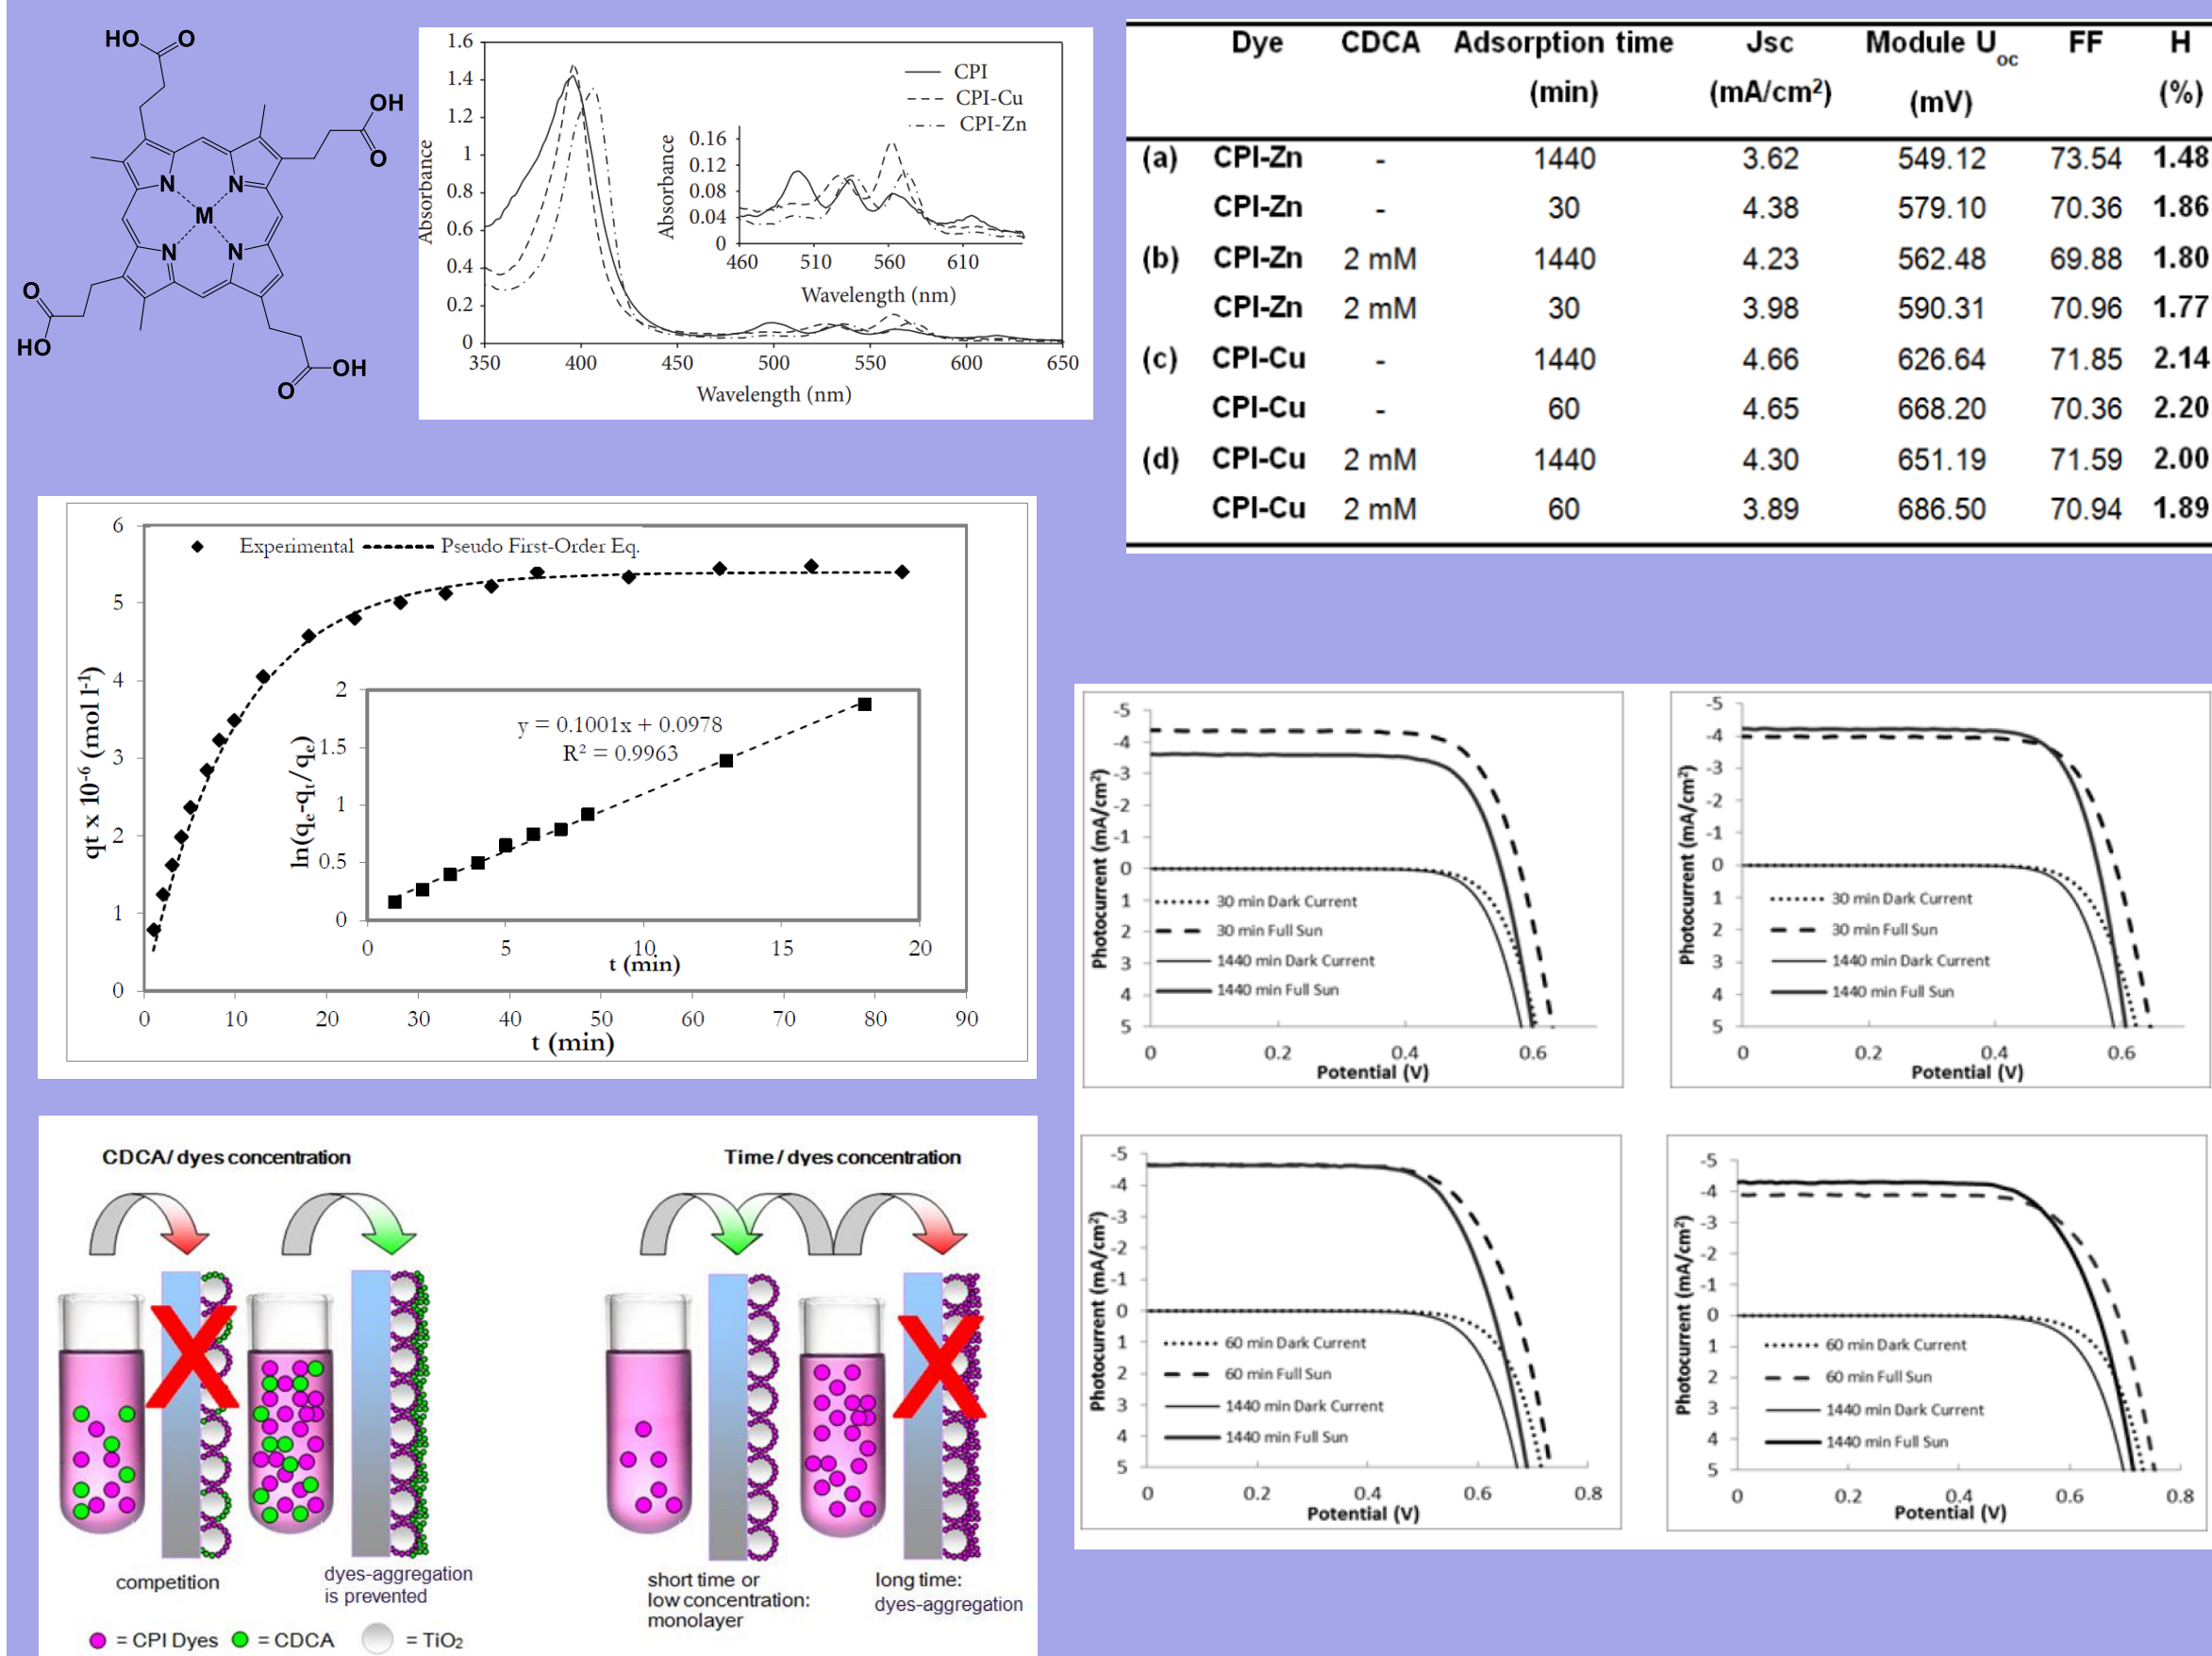 HO
O
OH
O
N
N
M
N
N
O
HO
OH
O
1.6
1.4
1.2
1
0.8
0.6
0.4
0.2
0
Absorbance
350 400 450 500 550 600 650
Wavelength (nm)
CPI
CPI-Cu
CPI-Zn
0.16
0.12
0.08
0.04
0
Absorbance
460 510 560 610
Wavelength (nm)
Dye CDCA Adsorption time Jsc Module Uoc FF H
(min) (mA/cm²) (mV) (%)
(a) CPI-Zn - 1440 3.62 549.12 73.54 1.48
CPI-Zn - 30 4.38 579.10 70.36 1.86
(b) CPI-Zn 2 mM 1440 4.23 562.48 69.88 1.80
CPI-Zn 2 mM 30 3.98 590.31 70.96 1.77
(c) CPI-Cu - 1440 4.66 626.64 71.85 2.14
CPI-Cu - 60 4.65 668.20 70.36 2.20
(d) CPI-Cu 2 mM 1440 4.30 651.19 71.59 2.00
CPI-Cu 2 mM 60 3.89 686.50 70.94 1.89
6
5
4
3
2
1
0
qt x 10⁻⁶ (mol l⁻¹)
Experimental Pseudo First-Order Eq.
2
1.5
1
0.5
0
ln(qe-qt/qe)
y = 0.1001x + 0.0978
R² = 0.9963
0 5 10 15 20
t (min)
0 10 20 30 40 50 60 70 80 90
t (min)
-5
-4
-3
-2
-1
0
1
2
3
4
5
Photocurrent (mA/cm²)
30 min Dark Current
30 min Full Sun
1440 min Dark Current
1440 min Full Sun
0 0.2 0.4 0.6
Potential (V)
-5
-4
-3
-2
-1
0
1
2
3
4
5
Photocurrent (mA/cm²)
30 min Dark Current
30 min Full Sun
1440 min Dark Current
1440 min Full Sun
0 0.2 0.4 0.6
Potential (V)
-5
-4
-3
-2
-1
0
1
2
3
4
5
Photocurrent (mA/cm²)
60 min Dark Current
60 min Full Sun
1440 min Dark Current
1440 min Full Sun
0 0.2 0.4 0.6 0.8
Potential (V)
-5
-4
-3
-2
-1
0
1
2
3
4
5
Photocurrent (mA/cm²)
60 min Dark Current
60 min Full Sun
1440 min Dark Current
1440 min Full Sun
0 0.2 0.4 0.6 0.8
Potential (V)
CDCA/dyes concentration
Time/dyes concentration
competition
dyes-aggregation
is prevented
short time or
low concentration:
monolayer
long time:
dyes-aggregation
= CPI Dyes = CDCA = TiO₂